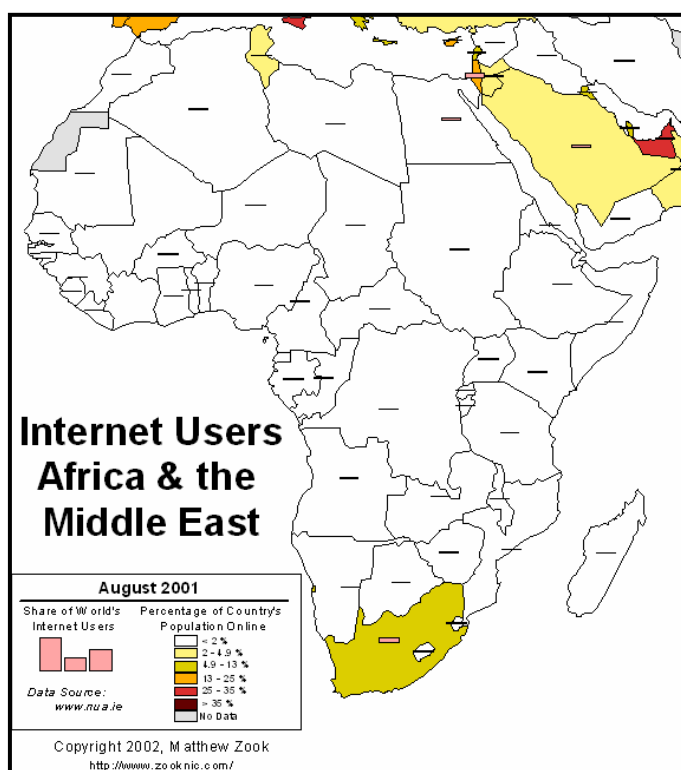 Internet Users
Africa & the
Middle East
August 2001
Share of World's
Internet Users
Data Source:
www.nua.ie
Percentage of Country's
Population Online
< 2 %
2 - 4.9 %
4.9 - 13 %
13 - 25 %
25 - 35 %
> 35 %
No Data
Copyright 2002, Matthew Zook
http://www.zooknic.com/